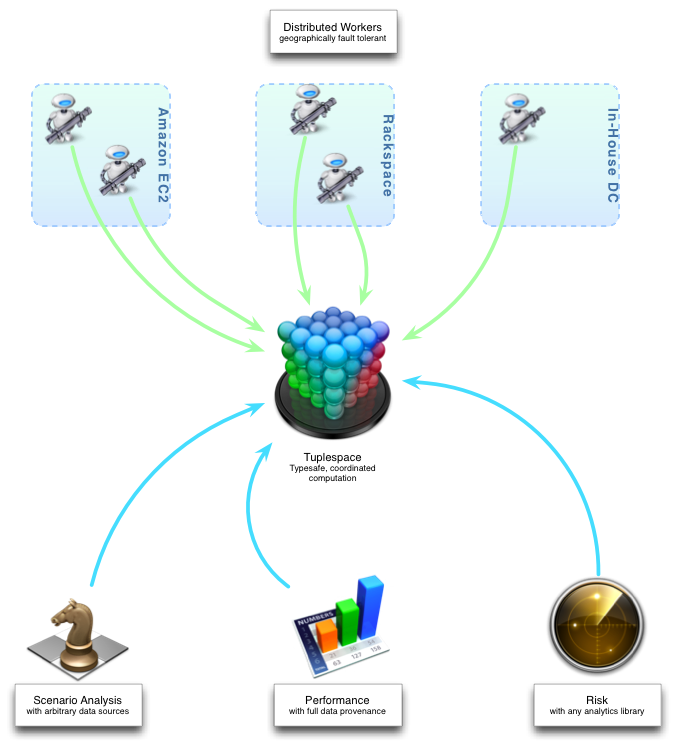 Distributed Workers
geographically fault tolerant
Amazon EC2
Rackspace
In-House DC
Tuplespace
Typesafe, coordinated
computation
NUMBERS
63 127 158
Scenario Analysis
with arbitrary data sources
Performance
with full data provenance
Risk
with any analytics library